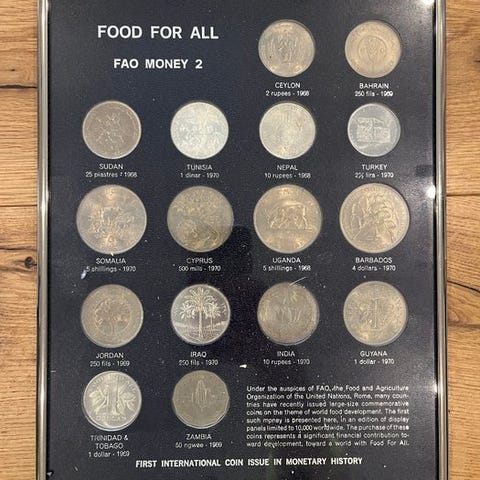 FOOD FOR ALL
FAO MONEY 2
CEYLON
2 rupees - 1968
BAHRAIN
250 fils - 1969
SUDAN
25 piastres - 1968
TUNISIA
1 dinar - 1970
NEPAL
10 rupees - 1968
TURKEY
2½ lira - 1970
SOMALIA
5 shillings - 1970
CYPRUS
500 mils - 1970
UGANDA
5 shillings - 1968
BARBADOS
4 dollars - 1970
JORDAN
250 fils - 1969
IRAQ
250 fils - 1970
INDIA
10 rupees - 1970
GUYANA
1 dollar - 1970
TRINIDAD &
TOBAGO
1 dollar - 1969
ZAMBIA
50 ngwee - 1969
Under the auspices of FAO, the Food and Agriculture
Organization of the United Nations, Rome, many coun
tries have recently issued large-size commemorative
coins on the theme of world food development. The first
such money is presented here, in an edition of display
panels limited to 10,000 worldwide. The purchase of these
coins represents a significant financial contribution to-
ward development, toward a world with Food For All.
FIRST INTERNATIONAL COIN ISSUE IN MONETARY HISTORY